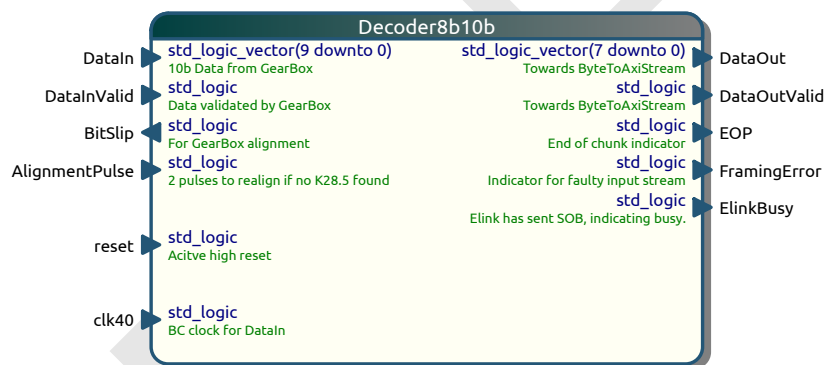 Decoder8b10b
DataIn std_logic_vector(9 downto 0) std_logic_vector(7 downto 0) DataOut
10b Data from GearBox Towards ByteToAxiStream
DataInValid std_logic std_logic DataOutValid
Data validated by GearBox Towards ByteToAxiStream
BitSlip std_logic std_logic EOP
For GearBox alignment End of chunk indicator
AlignmentPulse std_logic std_logic FramingError
2 pulses to realign if no K28.5 found Indicator for faulty input stream
std_logic ElinkBusy
Elink has sent SOB, indicating busy.
reset std_logic
Acitve high reset
clk40 std_logic
BC clock for DataIn